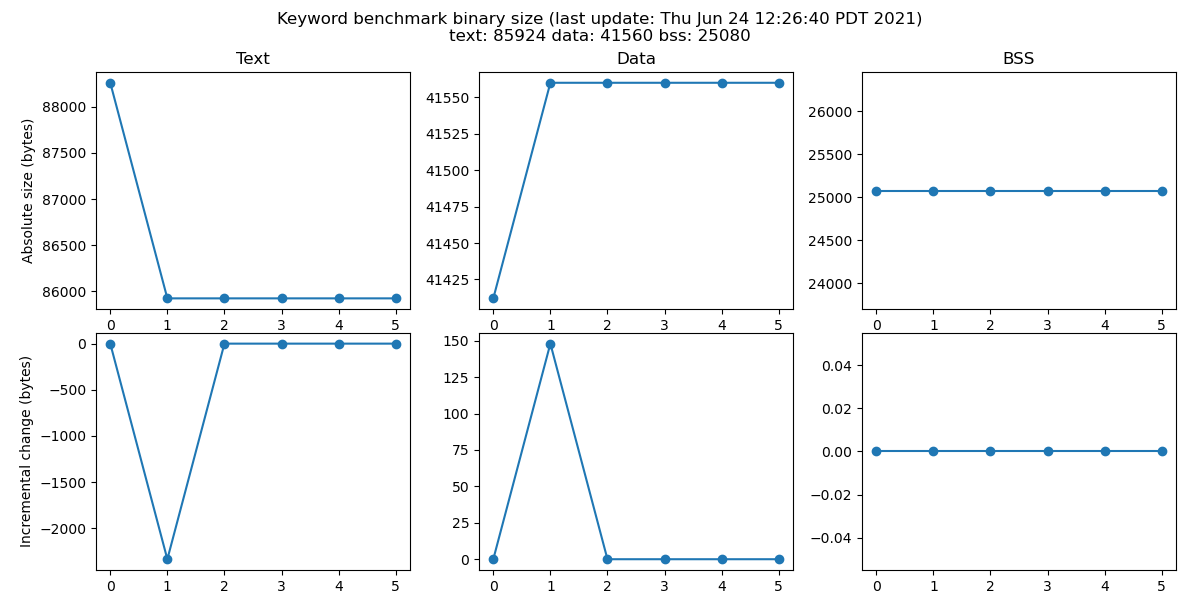 Keyword benchmark binary size (last update: Thu Jun 24 12:26:40 PDT 2021)
text: 85924 data: 41560 bss: 25080
Text
Data
BSS
Absolute size (bytes)
88000
87500
87000
86500
86000
0 1 2 3 4 5
41550
41525
41500
41475
41450
41425
0 1 2 3 4 5
26000
25500
25000
24500
24000
0 1 2 3 4 5
Incremental change (bytes)
0
−500
−1000
−1500
−2000
0 1 2 3 4 5
150
125
100
75
50
25
0
0 1 2 3 4 5
0.04
0.02
0.00
−0.02
−0.04
0 1 2 3 4 5